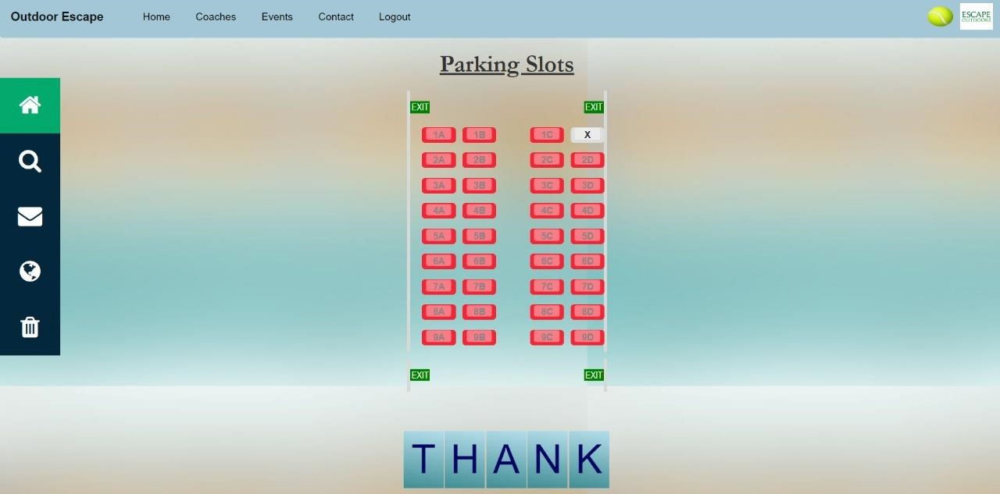 Outdoor Escape Home Coaches Events Contact Logout
ESCAPE
OUTDOORS
Parking Slots
EXIT EXIT
1A 1B 1C X
2A 2B 2C 2D
3A 3B 3C 3D
4A 4B 4C 4D
5A 5B 5C 5D
6A 6B 6C 6D
7A 7B 7C 7D
8A 8B 8C 8D
9A 9B 9C 9D
EXIT EXIT
THANK